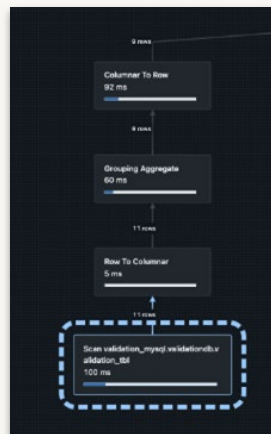 9 rows
Columnar To Row
92 ms
9 rows
Grouping Aggregate
60 ms
11 rows
Row To Columnar
5 ms
11 rows
Scan validation_mysql.validationdb.v
alidation_tbl
100 ms